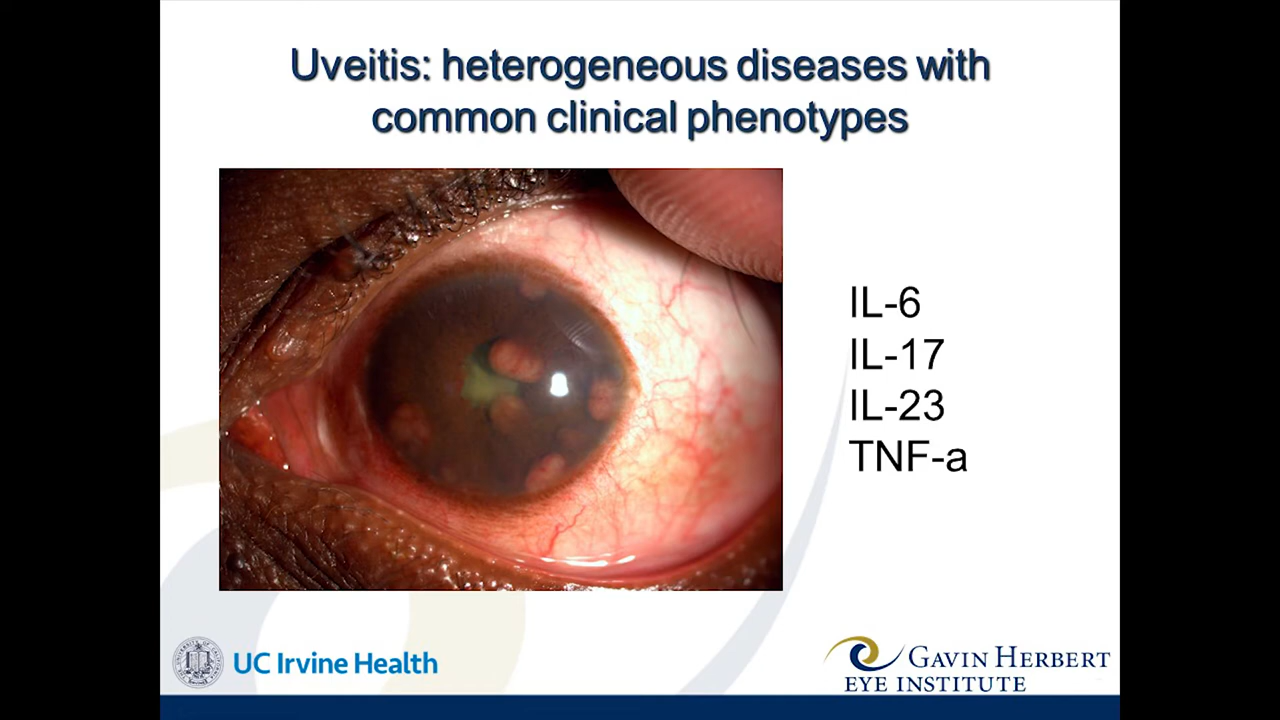 Uveitis: heterogeneous diseases with
common clinical phenotypes
IL-6
IL-17
IL-23
TNF-a
UC Irvine Health
GAVIN HERBERT
EYE INSTITUTE